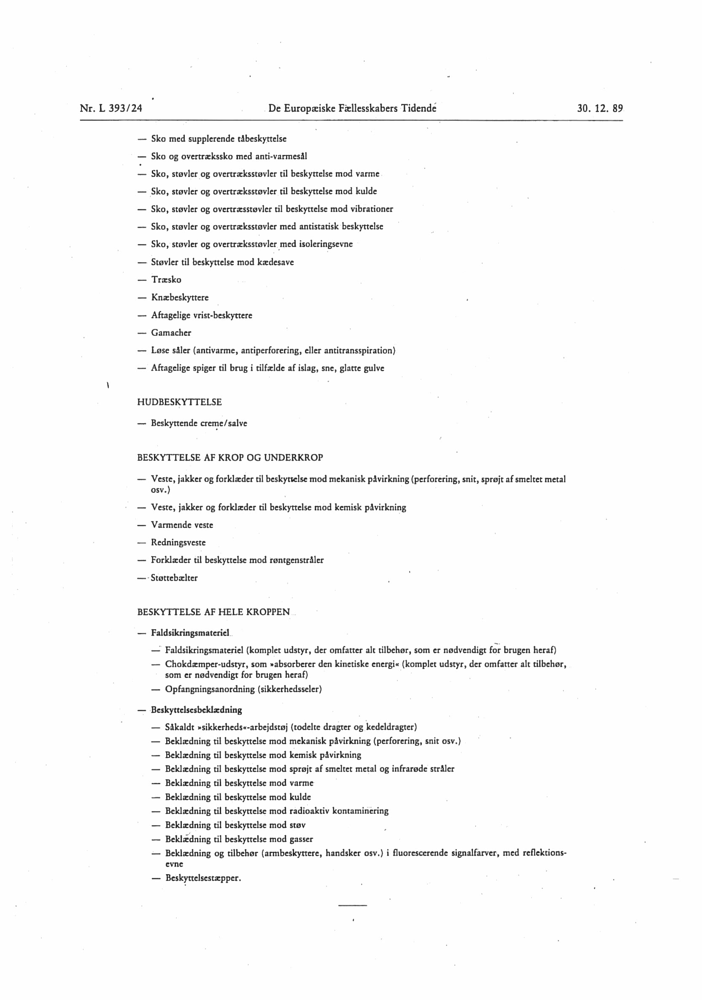 Nr. L 393/24 De Europæiske Fællesskabers Tidende 30. 12. 89
— Sko med supplerende tåbeskyttelse
— Sko og overtrækssko med anti-varmesål
— Sko, støvler og overtræksstøvler til beskyttelse mod varme
— Sko, støvler og overtræksstøvler til beskyttelse mod kulde
— Sko, støvler og overtræsstøvler til beskyttelse mod vibrationer
— Sko, støvler og overtræksstøvler med antistatisk beskyttelse
— Sko, støvler og overtræksstøvler med isoleringsevne
— Støvler til beskyttelse mod kædesave
— Træsko
— Knæbeskyttere
— Aftagelige vrist-beskyttere
— Gamacher
— Løse såler (antivarme, antiperforering, eller antitransspiration)
— Aftagelige spiger til brug i tilfælde af islag, sne, glatte gulve
HUDBESKYTTELSE
— Beskyttende creme/salve
BESKYTTELSE AF KROP OG UNDERKROP
— Veste, jakker og forklæder til beskyttelse mod mekanisk påvirkning (perforering, snit, sprøjt af smeltet metal
osv.)
— Veste, jakker og forklæder til beskyttelse mod kemisk påvirkning
— Varmende veste
— Redningsveste
— Forklæder til beskyttelse mod røntgenstråler
— Støttebælter
BESKYTTELSE AF HELE KROPPEN
— Faldsikringsmateriel
— Faldsikringsmateriel (komplet udstyr, der omfatter alt tilbehør, som er nødvendigt for brugen heraf)
— Chokdæmper-udstyr, som »absorberer den kinetiske energi« (komplet udstyr, der omfatter alt tilbehør,
som er nødvendigt for brugen heraf)
— Opfangningsanordning (sikkerhedsseler)
— Beskyttelsesbeklædning
— Såkaldt »sikkerheds«-arbejdstøj (todelte dragter og kedeldragter)
— Beklædning til beskyttelse mod mekanisk påvirkning (perforering, snit osv.)
— Beklædning til beskyttelse mod kemisk påvirkning
— Beklædning til beskyttelse mod sprøjt af smeltet metal og infrarøde stråler
— Beklædning til beskyttelse mod varme
— Beklædning til beskyttelse mod kulde
— Beklædning til beskyttelse mod radioaktiv kontaminering
— Beklædning til beskyttelse mod støv
— Beklædning til beskyttelse mod gasser
— Beklædning og tilbehør (armbeskyttere, handsker osv.) i fluorescerende signalfarver, med reflektions-
evne
— Beskyttelsestæpper.